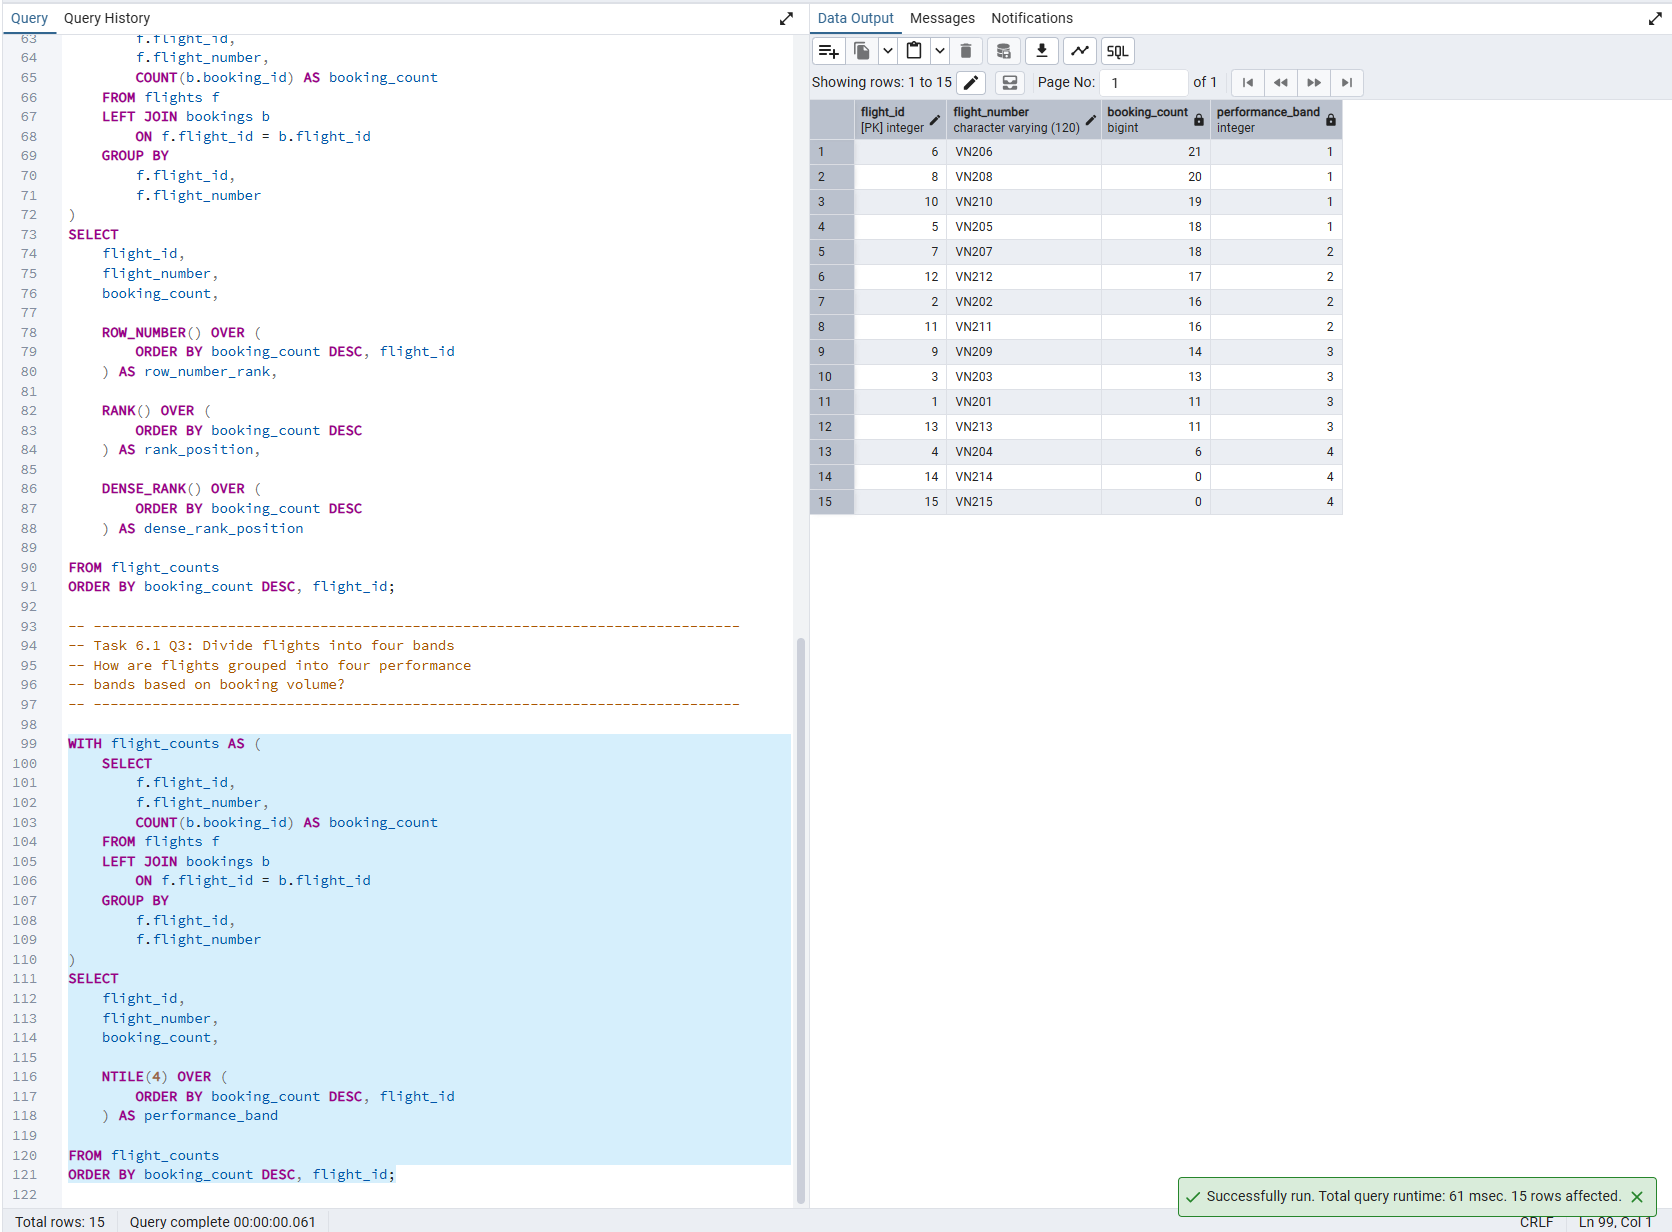 Query Query History
63 f.flight_id,
64 f.flight_number,
65 COUNT(b.booking_id) AS booking_count
66 FROM flights f
67 LEFT JOIN bookings b
68 ON f.flight_id = b.flight_id
69 GROUP BY
70 f.flight_id,
71 f.flight_number
72 )
73 SELECT
74 flight_id,
75 flight_number,
76 booking_count,
77
78 ROW_NUMBER() OVER (
79 ORDER BY booking_count DESC, flight_id
80 ) AS row_number_rank,
81
82 RANK() OVER (
83 ORDER BY booking_count DESC
84 ) AS rank_position,
85
86 DENSE_RANK() OVER (
87 ORDER BY booking_count DESC
88 ) AS dense_rank_position
89
90 FROM flight_counts
91 ORDER BY booking_count DESC, flight_id;
92
93 -- -----------------------------------------------------------------------------
94 -- Task 6.1 Q3: Divide flights into four bands
95 -- How are flights grouped into four performance
96 -- bands based on booking volume?
97 -- -----------------------------------------------------------------------------
98
99 WITH flight_counts AS (
100 SELECT
101 f.flight_id,
102 f.flight_number,
103 COUNT(b.booking_id) AS booking_count
104 FROM flights f
105 LEFT JOIN bookings b
106 ON f.flight_id = b.flight_id
107 GROUP BY
108 f.flight_id,
109 f.flight_number
110 )
111 SELECT
112 flight_id,
113 flight_number,
114 booking_count,
115
116 NTILE(4) OVER (
117 ORDER BY booking_count DESC, flight_id
118 ) AS performance_band
119
120 FROM flight_counts
121 ORDER BY booking_count DESC, flight_id;
122
Data Output Messages Notifications
SQL
Showing rows: 1 to 15 Page No: 1 of 1
flight_id flight_number booking_count performance_band
[PK] integer character varying (120) bigint integer
1 6 VN206 21 1
2 8 VN208 20 1
3 10 VN210 19 1
4 5 VN205 18 1
5 7 VN207 18 2
6 12 VN212 17 2
7 2 VN202 16 2
8 11 VN211 16 2
9 9 VN209 14 3
10 3 VN203 13 3
11 1 VN201 11 3
12 13 VN213 11 3
13 4 VN204 6 4
14 14 VN214 0 4
15 15 VN215 0 4
Successfully run. Total query runtime: 61 msec. 15 rows affected.
Total rows: 15 Query complete 00:00:00.061 CRLF Ln 99, Col 1